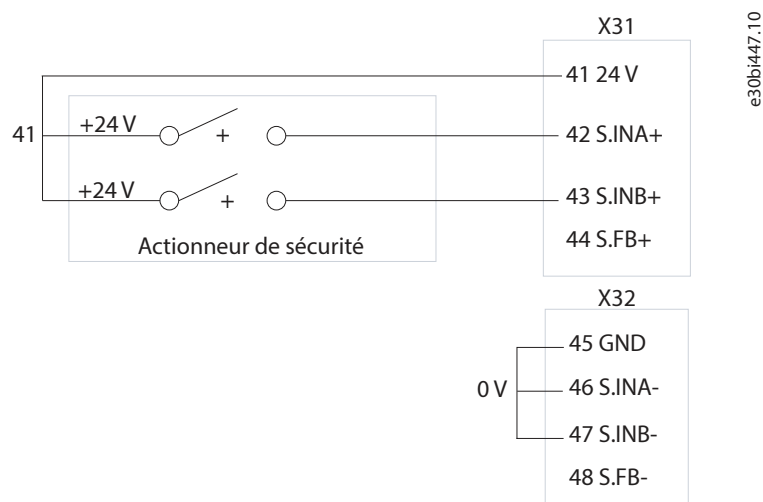 X31
41 24 V
41
+24 V
+
42 S.INA+
+24 V
+
43 S.INB+
44 S.FB+
Actionneur de sécurité
X32
45 GND
0 V
46 S.INA-
47 S.INB-
48 S.FB-
e30bi447.10